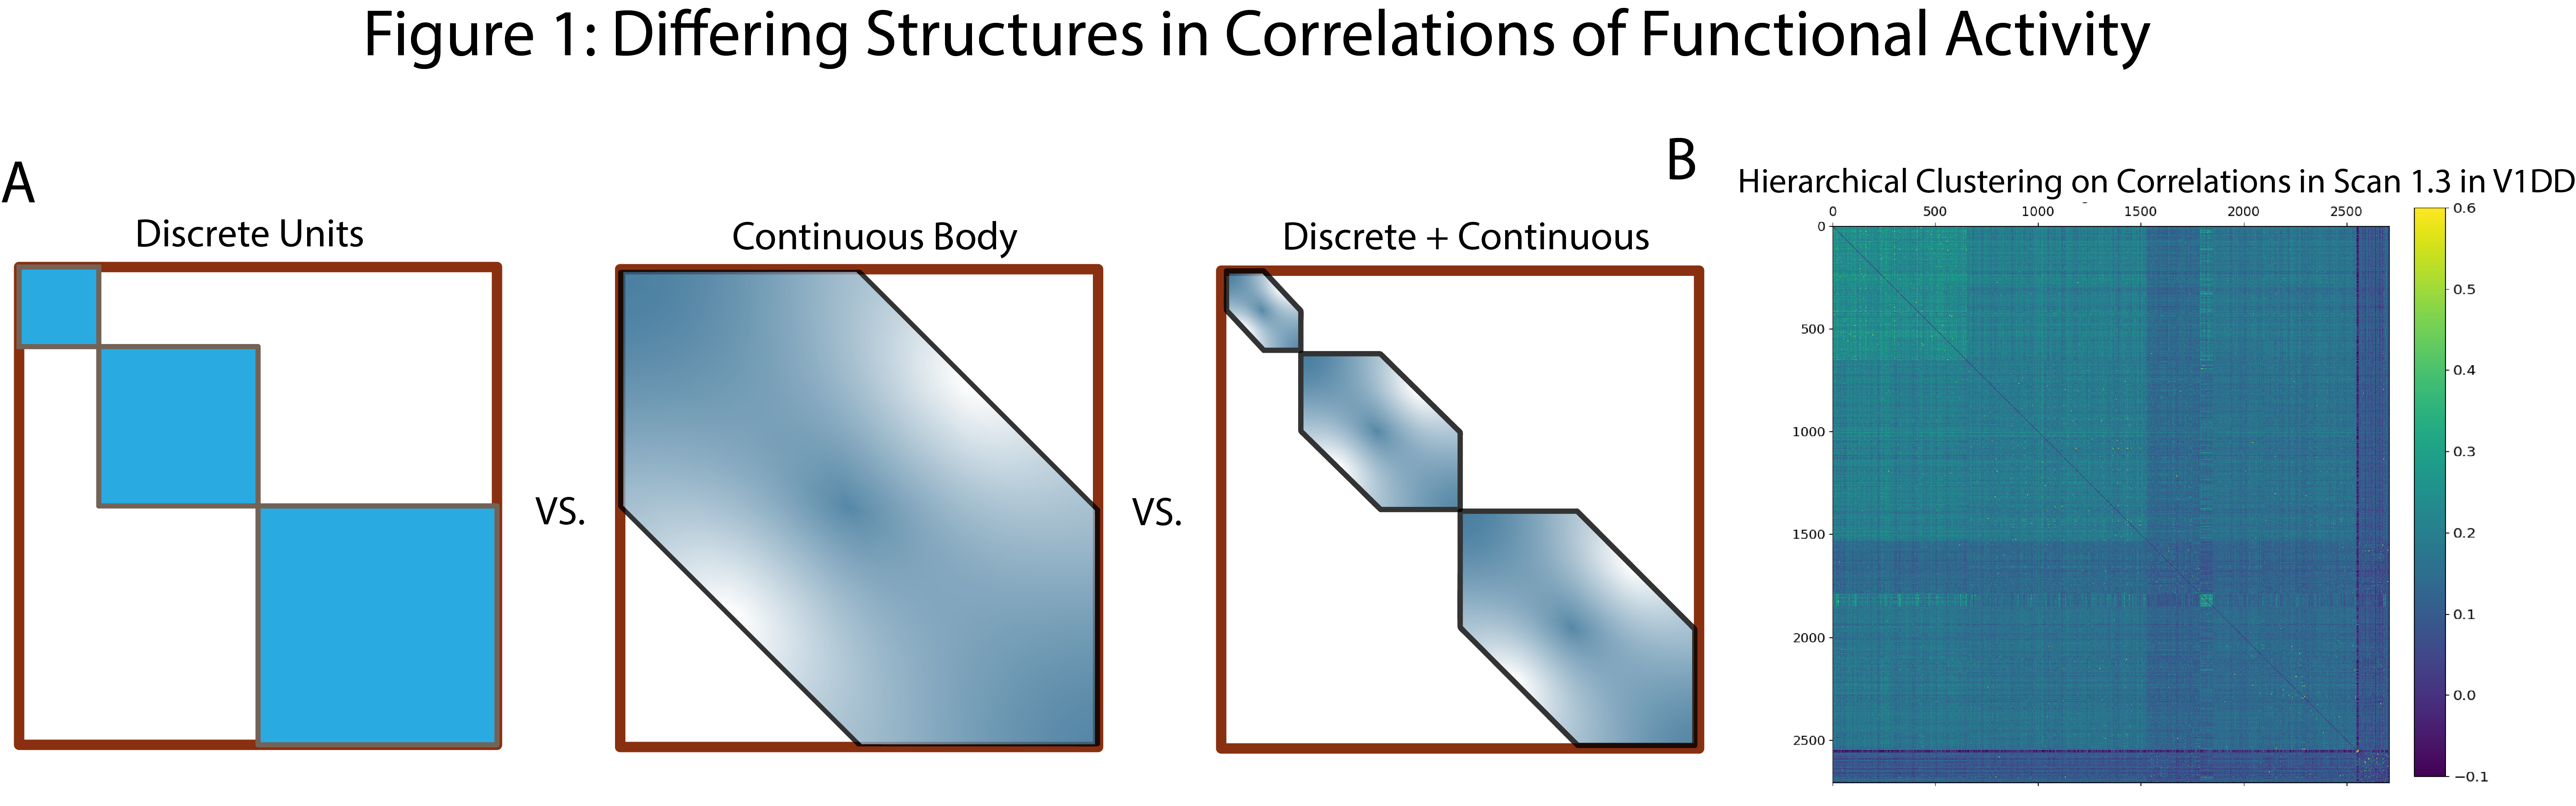 Figure 1: Differing Structures in Correlations of Functional Activity
A
Discrete Units
vs.
Continuous Body
vs.
Discrete + Continuous
B
Hierarchical Clustering on Correlations in Scan 1.3 in V1DD
0 500 1000 1500 2000 2500
0
500
1000
1500
2000
2500
0.6
0.5
0.4
0.3
0.2
0.1
0.0
−0.1